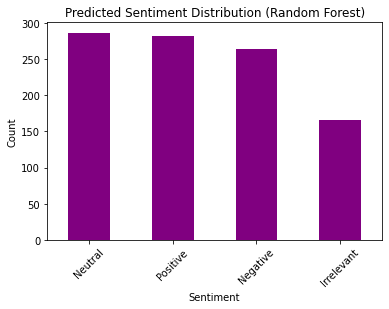 Predicted Sentiment Distribution (Random Forest)
300
250
200
150
100
50
0
Count
Neutral
Positive
Negative
Irrelevant
Sentiment